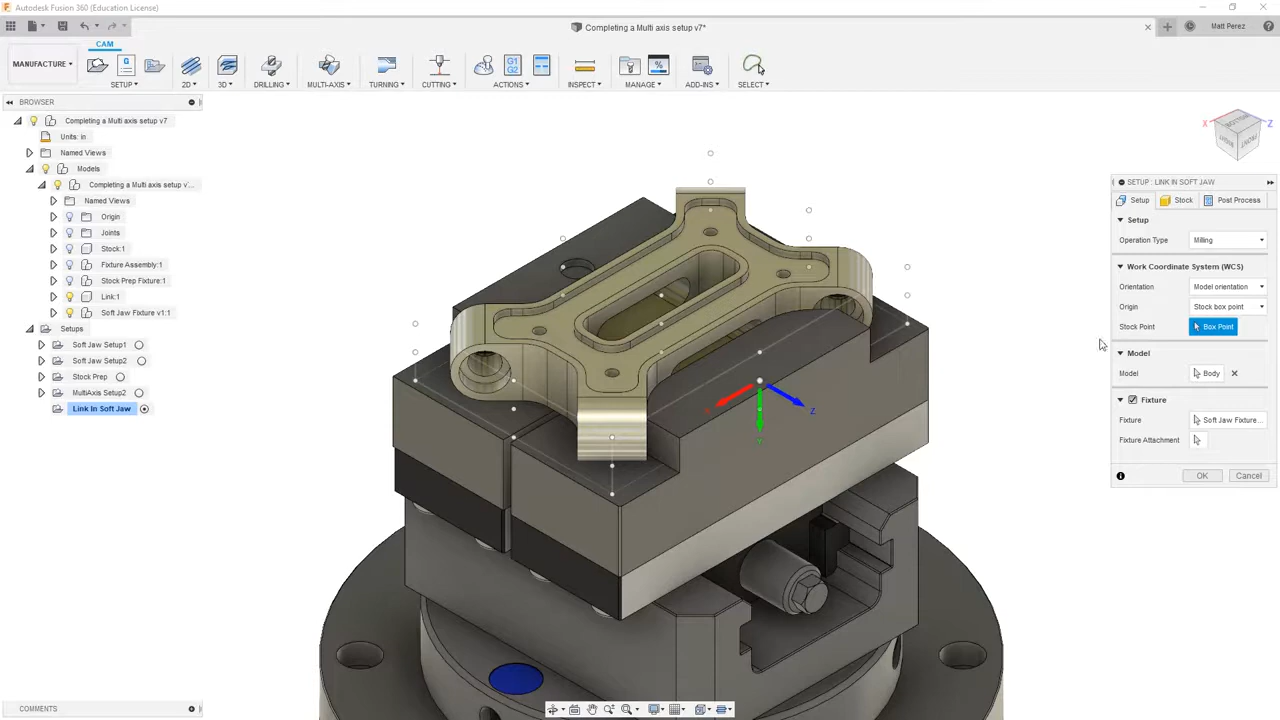 Autodesk Fusion 360 (Education License)
Completing a Multi axis setup v7*
Matt Perez
CAM
MANUFACTURE
SETUP
2D
3D
DRILLING
MULTI-AXIS
TURNING
CUTTING
G1
G2
ACTIONS
INSPECT
MANAGE
ADD-INS
SELECT
BROWSER
Completing a Multi axis setup v7
Units: in
Named Views
Models
Completing a Multi axis setup v'...
Named Views
Origin
Joints
Stock:1
Fixture Assembly:1
Stock Prep Fixture:1
Link:1
Soft Jaw Fixture v1:1
Setups
Soft Jaw Setup1
Soft Jaw Setup2
Stock Prep
MultiAxis Setup2
Link In Soft Jaw
X
Y
Z
X
Z
BOTTOM
RIGHT
FRONT
SETUP : LINK IN SOFT JAW
Setup
Stock
Post Process
Setup
Operation Type
Milling
Work Coordinate System (WCS)
Orientation
Model orientation
Origin
Stock box point
Stock Point
Box Point
Model
Model
Body
Fixture
Fixture
Soft Jaw Fixture...
Fixture Attachment
OK
Cancel
COMMENTS